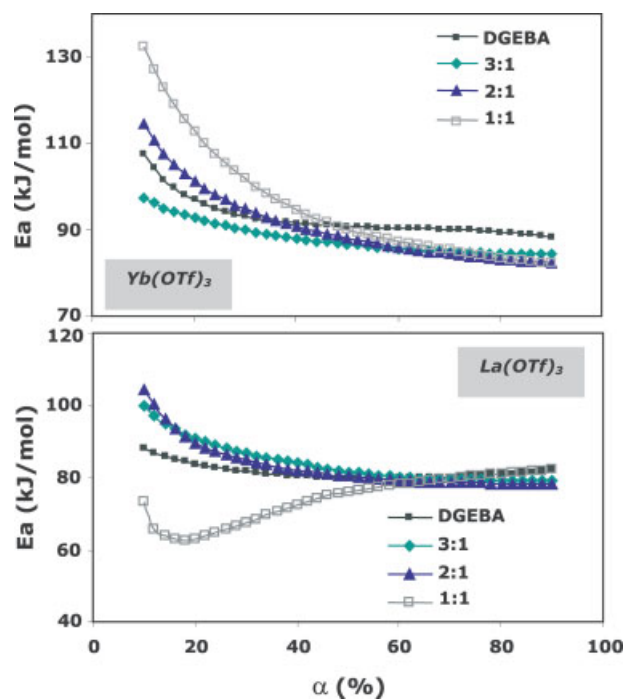 130
110
90
70
Ea (kJ/mol)
DGEBA
3:1
2:1
1:1
Yb(OTf)₃
120
100
80
60
40
Ea (kJ/mol)
La(OTf)₃
DGEBA
3:1
2:1
1:1
0 20 40 60 80 100
α (%)